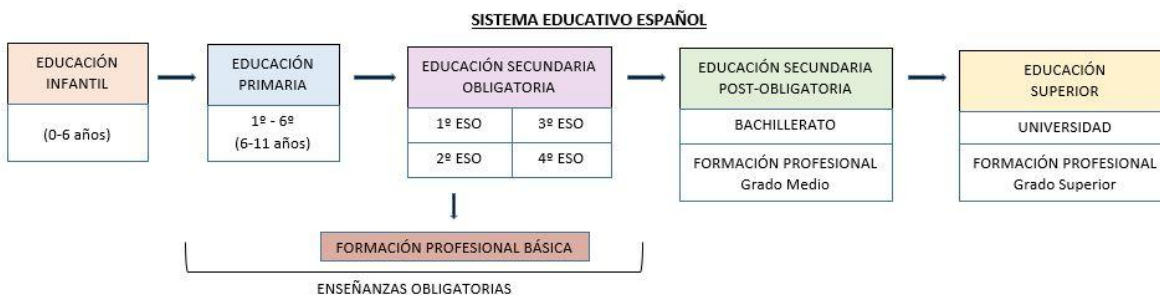 SISTEMA EDUCATIVO ESPAÑOL
EDUCACIÓN
INFANTIL
(0-6 años)
EDUCACIÓN
PRIMARIA
1º - 6º
(6-11 años)
EDUCACIÓN SECUNDARIA
OBLIGATORIA
1º ESO
3º ESO
2º ESO
4º ESO
EDUCACIÓN SECUNDARIA
POST-OBLIGATORIA
BACHILLERATO
FORMACIÓN PROFESIONAL
Grado Medio
EDUCACIÓN
SUPERIOR
UNIVERSIDAD
FORMACIÓN PROFESIONAL
Grado Superior
FORMACIÓN PROFESIONAL BÁSICA
ENSEÑANZAS OBLIGATORIAS